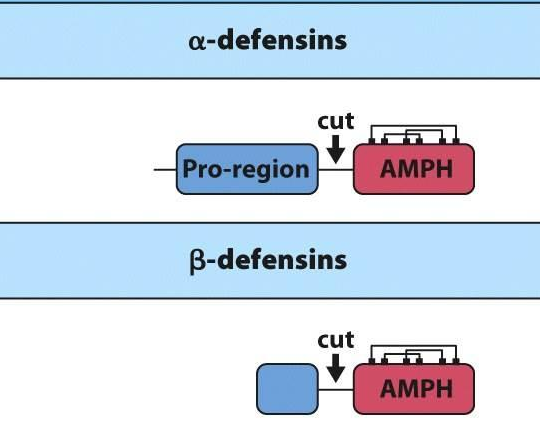 α-defensins
cut
Pro-region
AMPH
β-defensins
cut
AMPH